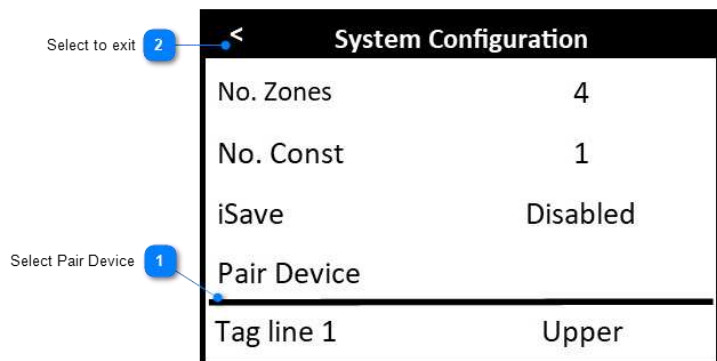 Select to exit 2 < System Configuration
No. Zones 4
No. Const 1
iSave Disabled
Select Pair Device 1
Pair Device
Tag line 1 Upper